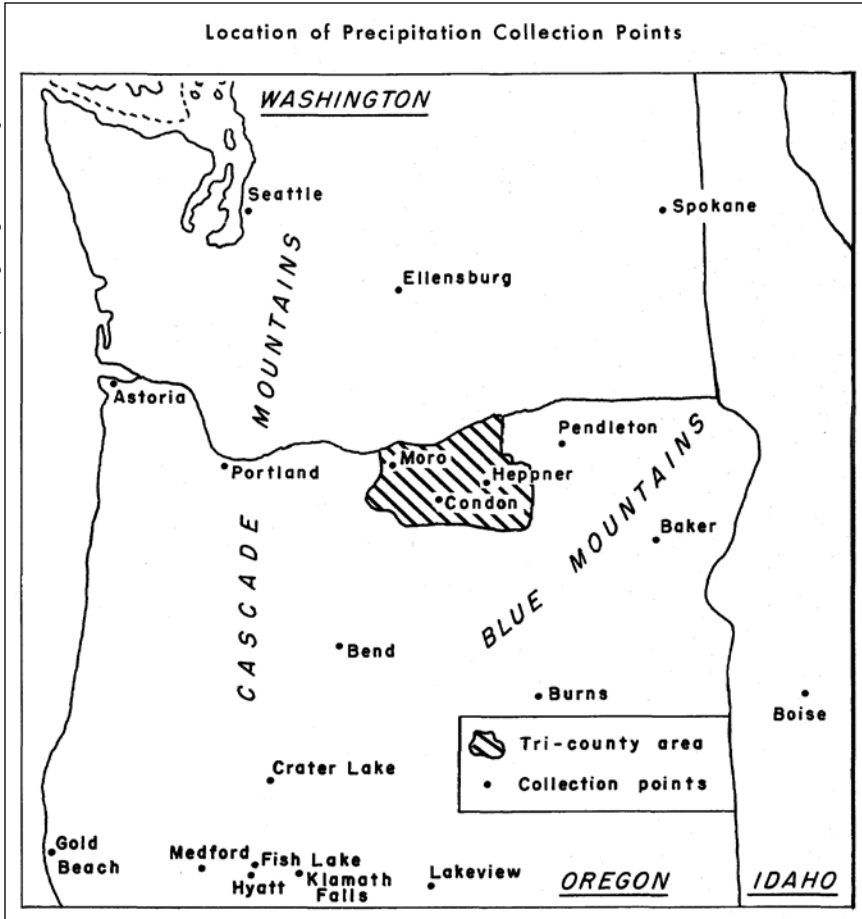 Location of Precipitation Collection Points
WASHINGTON
Seattle
Spokane
MOUNTAINS
Ellensburg
Astoria
Pendleton
Portland
Moro
Heppner
Condon
CASCADE
BLUE MOUNTAINS
Baker
Bend
Burns
Boise
Tri-county area
Crater Lake
Collection points
Gold
Beach
Medford
Fish Lake
Hyatt
Klamath
Falls
Lakeview
OREGON
IDAHO